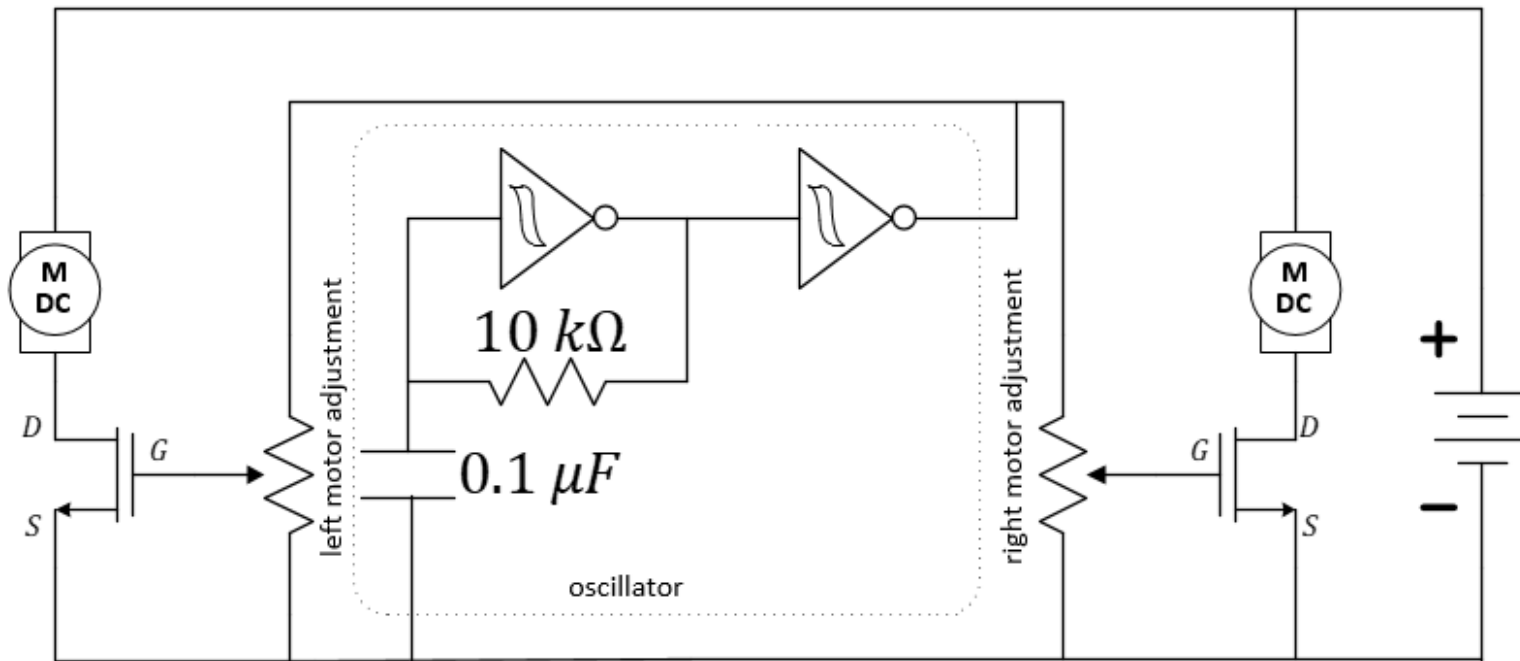 M
DC
D
G
S
left motor adjustment
10 kΩ
0.1 μF
oscillator
right motor adjustment
M
DC
G
D
S
+
−